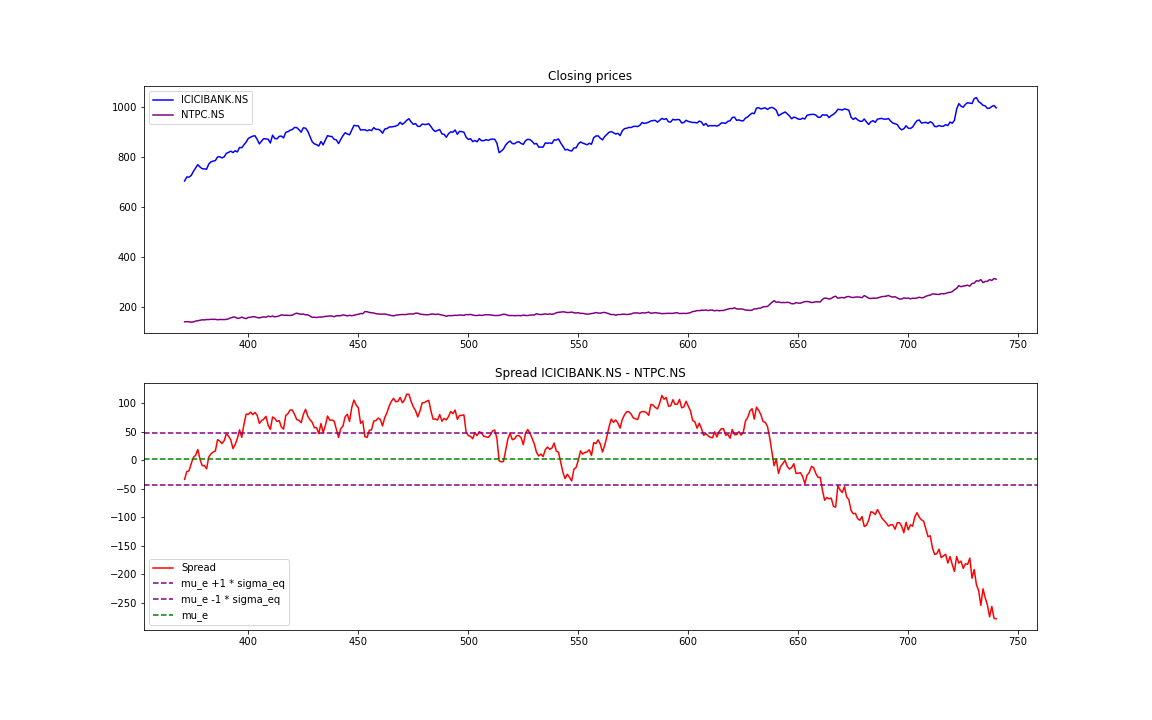 Closing prices
ICICIBANK.NS
NTPC.NS
1000
800
600
400
200
400 450 500 550 600 650 700 750
Spread ICICIBANK.NS - NTPC.NS
100
50
0
−50
−100
−150
−200
−250
Spread
mu_e +1 * sigma_eq
mu_e -1 * sigma_eq
mu_e
400 450 500 550 600 650 700 750